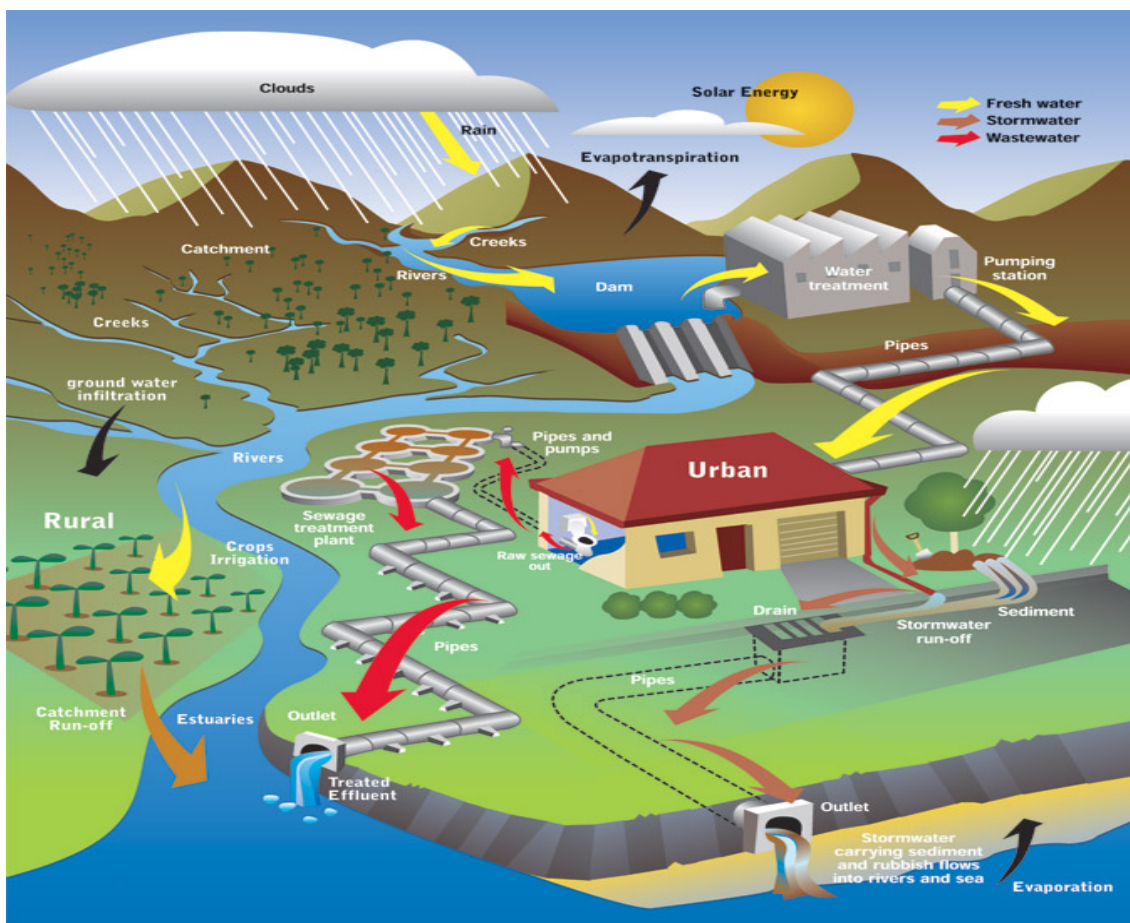 Clouds
Rain
Solar Energy
Fresh water
Stormwater
Wastewater
Evapotranspiration
Catchment
Creeks
Rivers
Dam
Water
treatment
Pumping
station
Creeks
Pipes
ground water
infiltration
Rivers
Pipes and
pumps
Urban
Sewage
treatment
plant
Raw sewage
out
Rural
Crops
Irrigation
Drain
Stormwater
run-off
Sediment
Pipes
Pipes
Catchment
Run-off
Estuaries
Outlet
Treated
Effluent
Outlet
Stormwater
carrying sediment
and rubbish flows
into rivers and sea
Evaporation